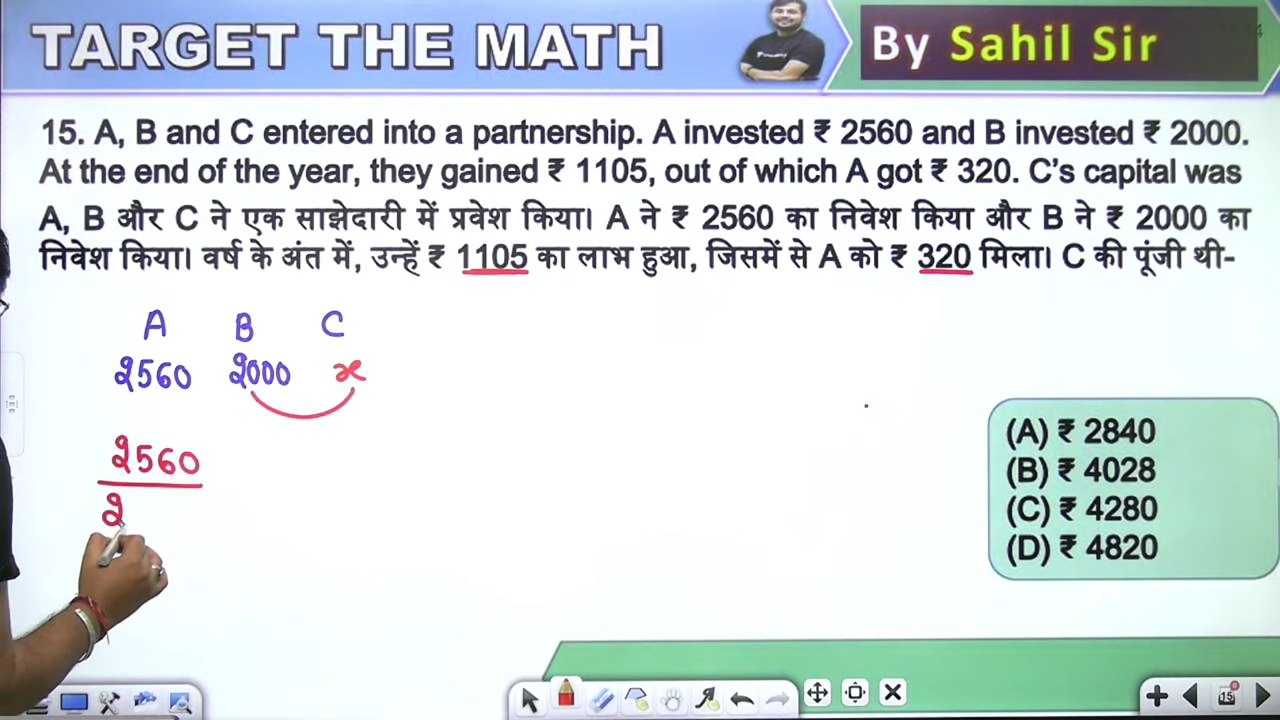 TARGET THE MATH
By Sahil Sir
15. A, B and C entered into a partnership. A invested ₹ 2560 and B invested ₹ 2000.
At the end of the year, they gained ₹ 1105, out of which A got ₹ 320. C's capital was
A, B और C ने एक साझेदारी में प्रवेश किया। A ने ₹ 2560 का निवेश किया और B ने ₹ 2000 का
निवेश किया। वर्ष के अंत में, उन्हें ₹ 1105 का लाभ हुआ, जिसमें से A को ₹ 320 मिला। C की पूंजी थी-
A B C
2560 2000 x
2560
2
(A) ₹ 2840
(B) ₹ 4028
(C) ₹ 4280
(D) ₹ 4820
15